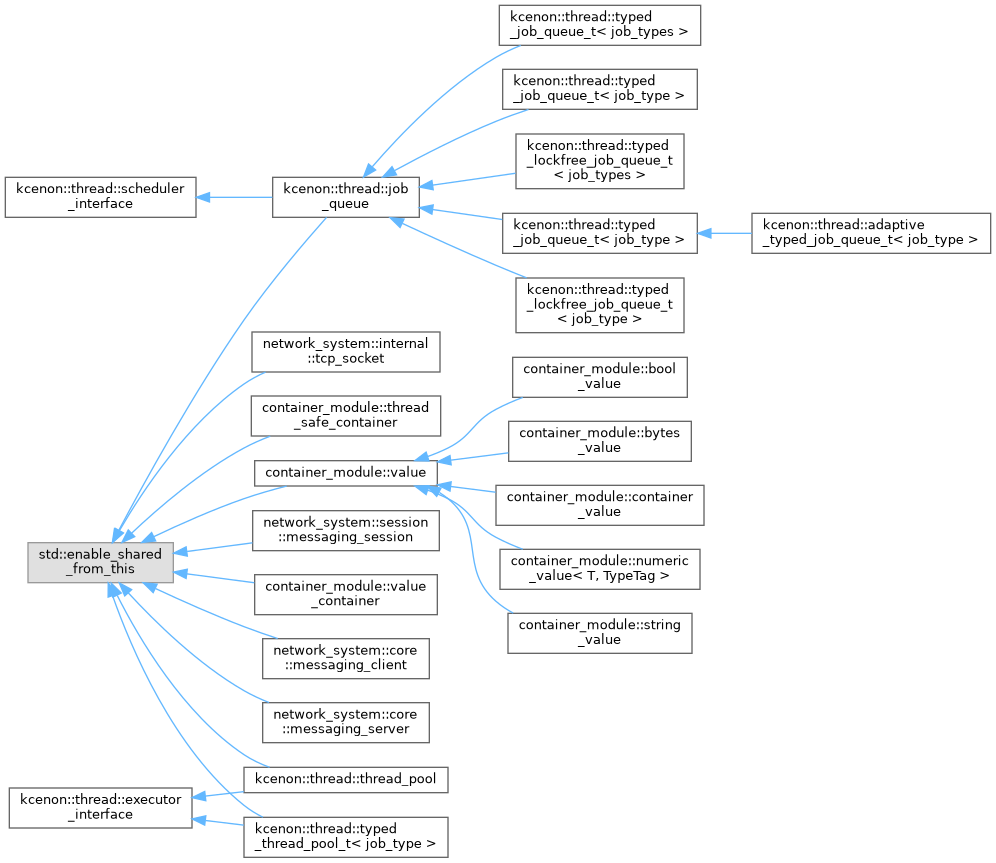 kcenon::thread::typed
_job_queue_t< job_types >
kcenon::thread::typed
_job_queue_t< job_type >
kcenon::thread::typed
_lockfree_job_queue_t
< job_types >
kcenon::thread::scheduler
_interface
kcenon::thread::job
_queue
kcenon::thread::typed
_job_queue_t< job_type >
kcenon::thread::adaptive
_typed_job_queue_t< job_type >
kcenon::thread::typed
_lockfree_job_queue_t
< job_type >
network_system::internal
::tcp_socket
container_module::bool
_value
container_module::thread
_safe_container
container_module::bytes
_value
container_module::value
container_module::container
_value
network_system::session
::messaging_session
std::enable_shared
_from_this
container_module::numeric
_value< T, TypeTag >
container_module::value
_container
container_module::string
_value
network_system::core
::messaging_client
network_system::core
::messaging_server
kcenon::thread::thread_pool
kcenon::thread::executor
_interface
kcenon::thread::typed
_thread_pool_t< job_type >